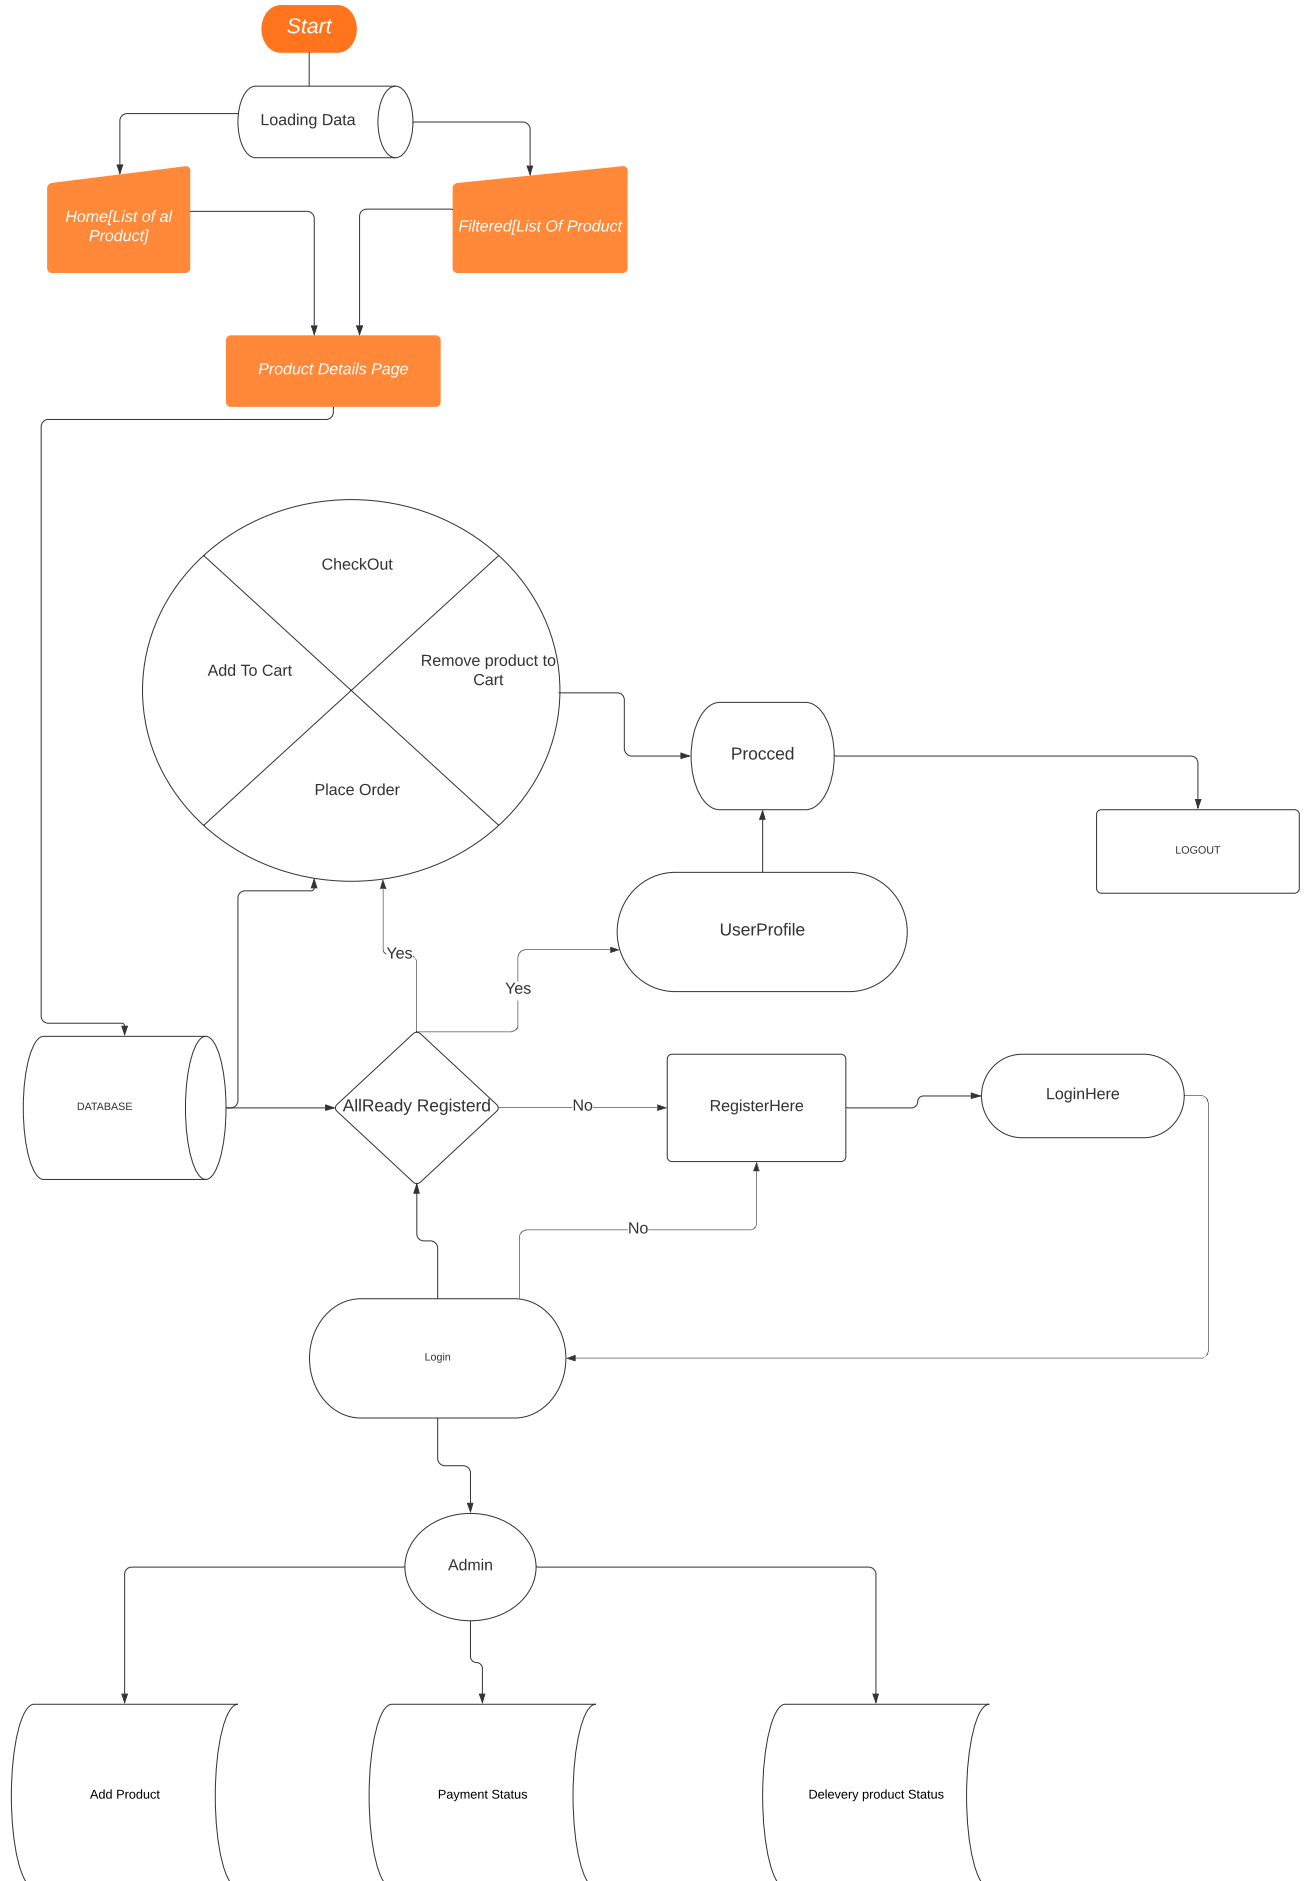 Start
Loading Data
Home[List of al
Product]
Filtered[List Of Product
Product Details Page
CheckOut
Add To Cart
Remove product to
Cart
Place Order
Procced
LOGOUT
UserProfile
Yes
Yes
DATABASE
AllReady Registerd
No
RegisterHere
LoginHere
No
Login
Admin
Add Product
Payment Status
Delevery product Status